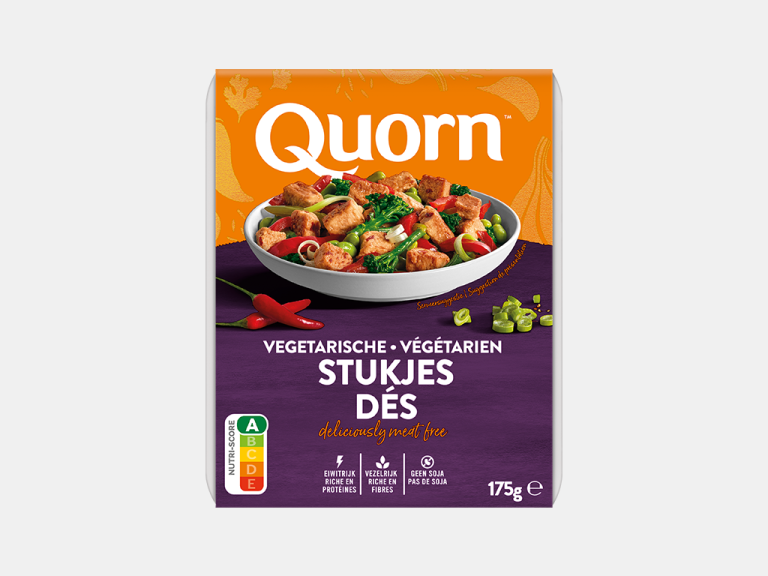 Quorn™
Serveersuggestie | Suggestion de présentation
VEGETARISCHE • VÉGÉTARIEN
STUKJES
DÉS
deliciously meat free
NUTRI-SCORE
A
B
C
D
E
EIWITRIJK
RICHE EN
PROTÉINES
VEZELRIJK
RICHE EN
FIBRES
GEEN SOJA
PAS DE SOJA
175g ℮